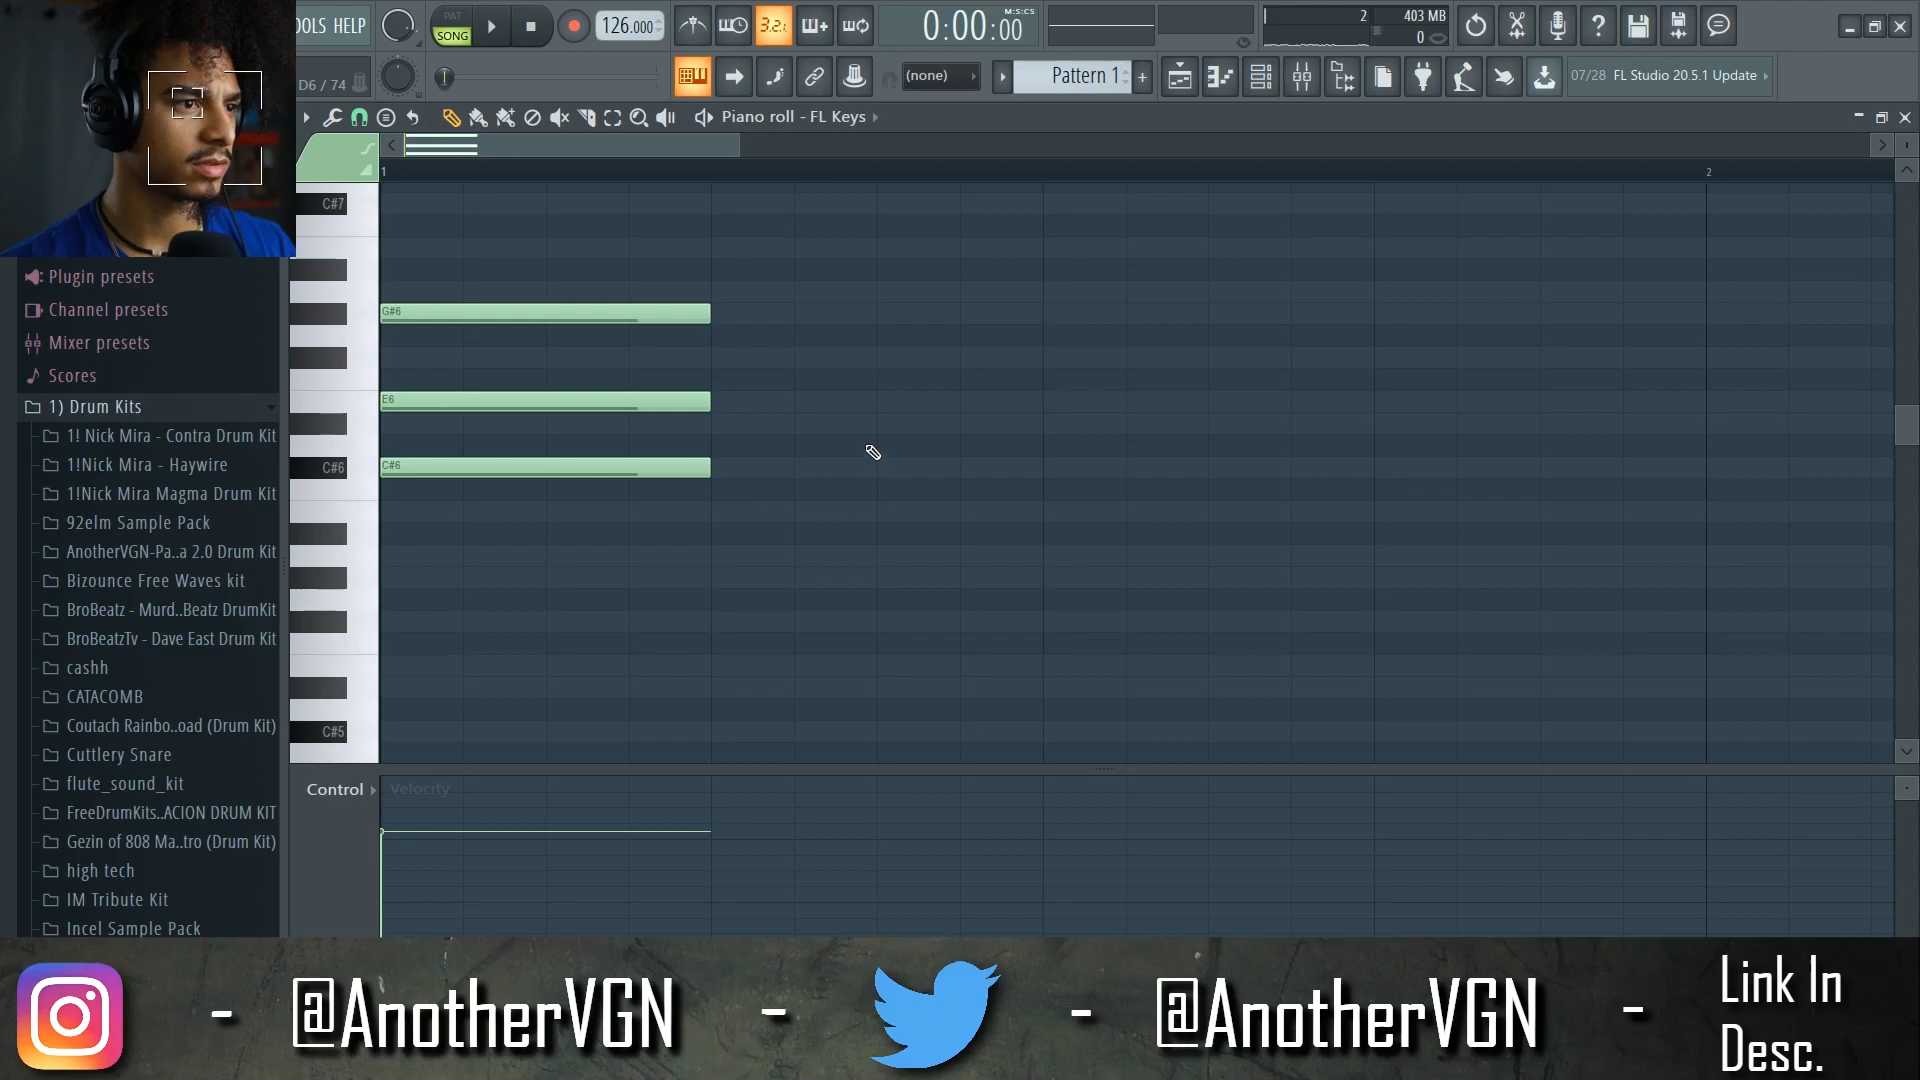 OOLS HELP
PAT
SONG
126.000
3.2.
0:00:00
M:S:CS
2
403 MB
0
D6 / 74
(none)
Pattern 1
+
07/28 FL Studio 20.5.1 Update
Piano roll - FL Keys
1
2
C#7
G#6
E6
C#6
C#6
C#5
Plugin presets
Channel presets
Mixer presets
Scores
1) Drum Kits
1! Nick Mira - Contra Drum Kit
1!Nick Mira - Haywire
1!Nick Mira Magma Drum Kit
92elm Sample Pack
AnotherVGN-Pa..a 2.0 Drum Kit
Bizounce Free Waves kit
BroBeatz - Murd..Beatz DrumKit
BroBeatzTv - Dave East Drum Kit
cashh
CATACOMB
Coutach Rainbo..oad (Drum Kit)
Cuttlery Snare
flute_sound_kit
FreeDrumKits..ACION DRUM KIT
Gezin of 808 Ma..tro (Drum Kit)
high tech
IM Tribute Kit
Incel Sample Pack
Control
Velocity
- @AnotherVGN - - @AnotherVGN -
Link In
Desc.